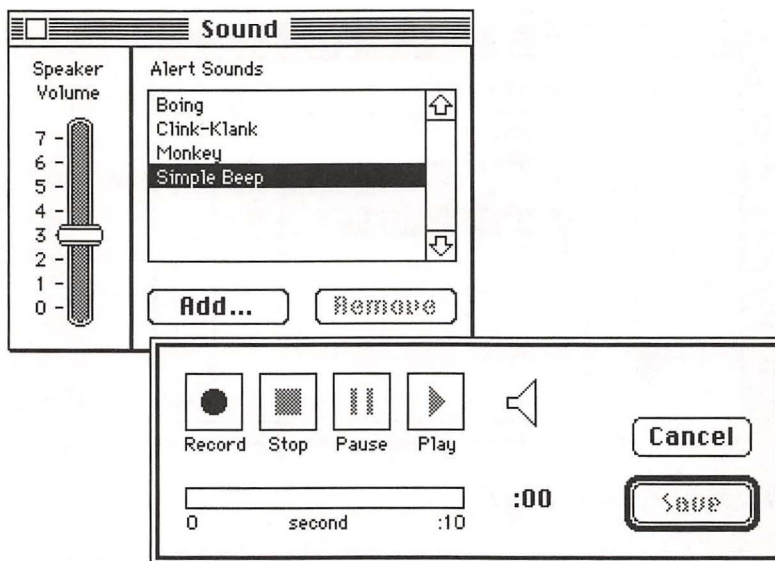 Sound
Speaker
Volume
7
6
5
4
3
2
1
0
Alert Sounds
Boing
Clink-Klank
Monkey
Simple Beep
Add...
Remove
Record Stop Pause Play
0 second :10
:00
Cancel
Save